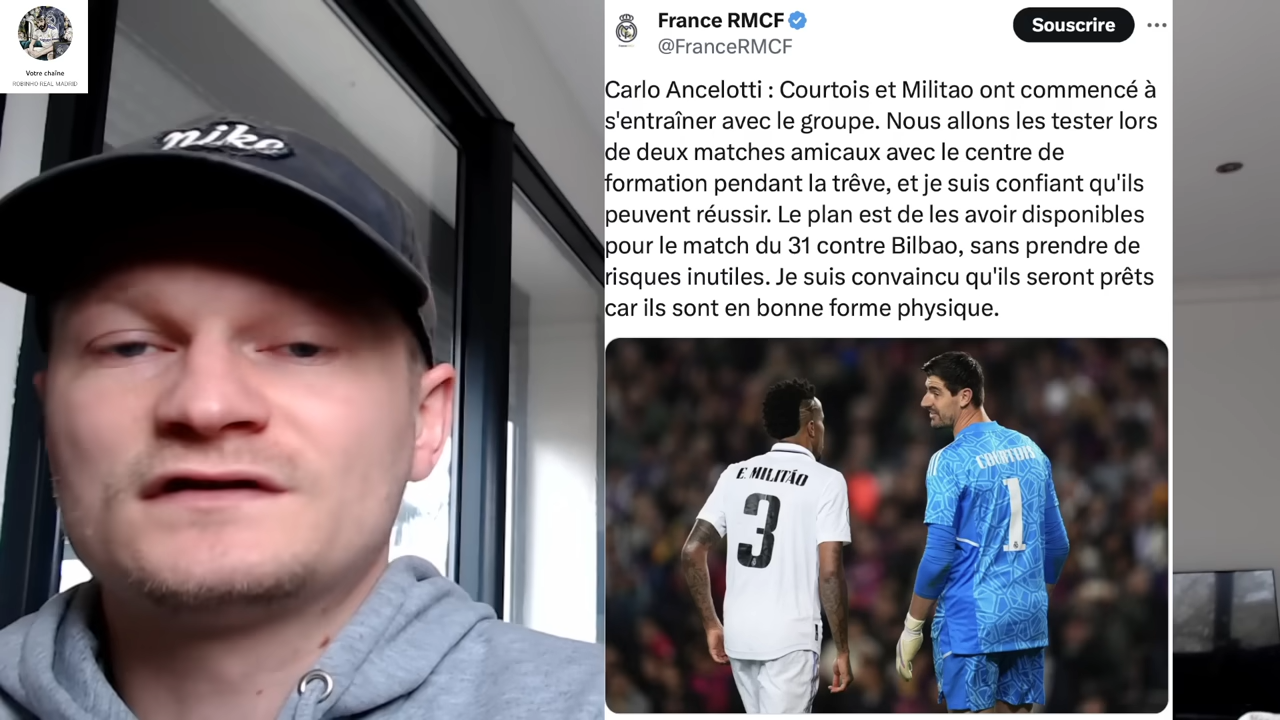 Votre chaîne
ROBINHO REAL MADRID
nike
France RMCF
@FranceRMCF
Souscrire
Carlo Ancelotti : Courtois et Militao ont commencé à
s'entraîner avec le groupe. Nous allons les tester lors
de deux matches amicaux avec le centre de
formation pendant la trêve, et je suis confiant qu'ils
peuvent réussir. Le plan est de les avoir disponibles
pour le match du 31 contre Bilbao, sans prendre de
risques inutiles. Je suis convaincu qu'ils seront prêts
car ils sont en bonne forme physique.
E. MILITÃO
3
COURTOIS
1